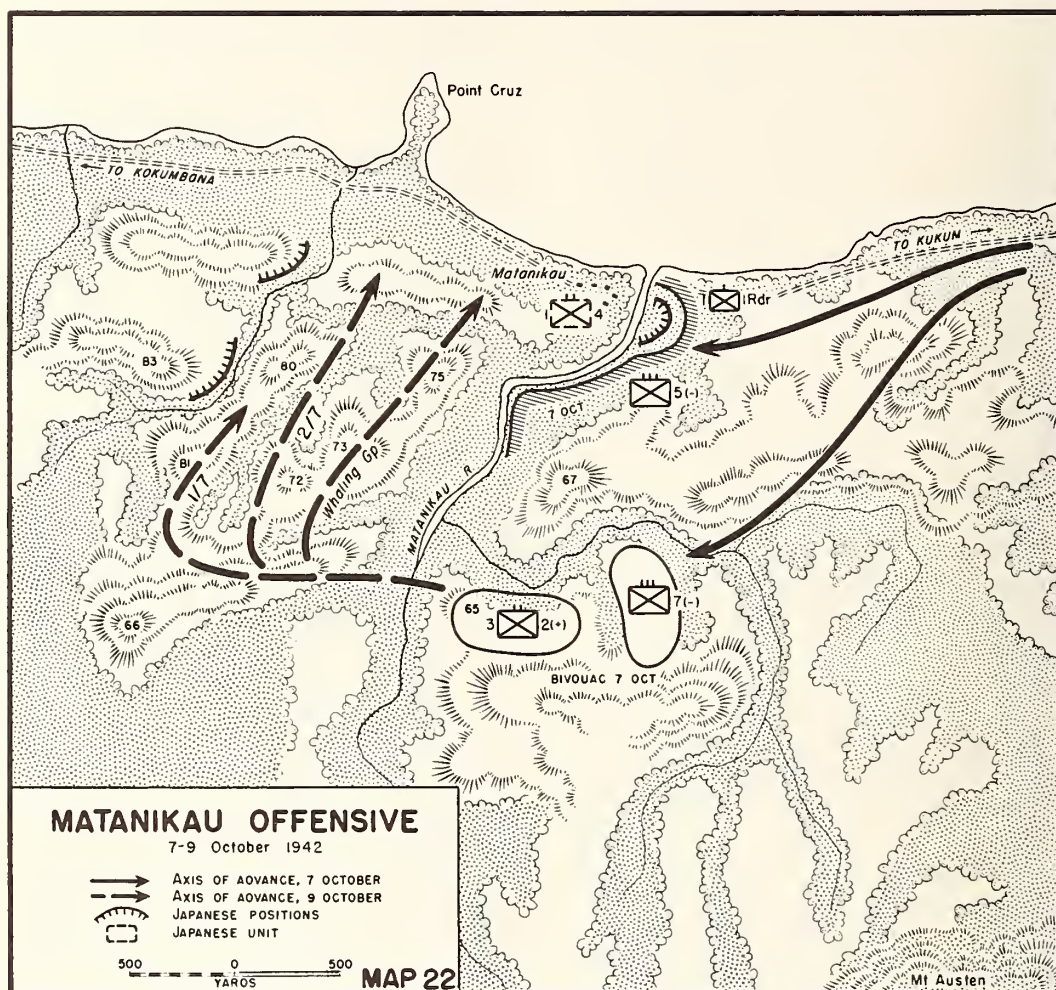 Point Cruz
← TO KOKUMBONA
TO KUKUM →
Matanikau
1 4
1 1Rdr
83
80
75
5(-)
7 OCT
2/7
73
81
1/7
72
Whaling Gp
67
MATANIKAU R.
66
65
3 2(+)
7(-)
BIVOUAC 7 OCT
MATANIKAU OFFENSIVE
7-9 October 1942
AXIS OF ADVANCE, 7 OCTOBER
AXIS OF ADVANCE, 9 OCTOBER
JAPANESE POSITIONS
JAPANESE UNIT
500 0 500
YARDS
MAP 22
Mt Austen